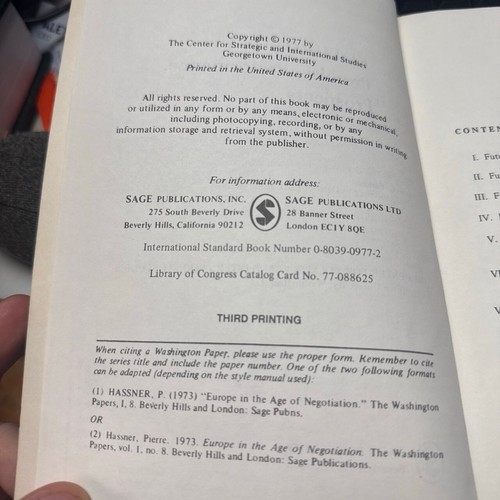 Copyright © 1977 by
The Center for Strategic and International Studies
Georgetown University
Printed in the United States of America
All rights reserved. No part of this book may be reproduced
or utilized in any form or by any means, electronic or mechanical,
including photocopying, recording, or by any
information storage and retrieval system, without permission in writing
from the publisher.
For information address:
SAGE PUBLICATIONS, INC.
275 South Beverly Drive
Beverly Hills, California 90212
S
SAGE PUBLICATIONS LTD
28 Banner Street
London EC1Y 8QE
International Standard Book Number 0-8039-0977-2
Library of Congress Catalog Card No. 77-088625
THIRD PRINTING
When citing a Washington Paper, please use the proper form. Remember to cite
the series title and include the paper number. One of the two following formats
can be adapted (depending on the style manual used):
(1) HASSNER, P. (1973) "Europe in the Age of Negotiation." The Washington
Papers, I, 8. Beverly Hills and London: Sage Pubns.
OR
(2) Hassner, Pierre. 1973. Europe in the Age of Negotiation. The Washington
Papers, vol. 1, no. 8. Beverly Hills and London: Sage Publications.
CONTEN
I. Fut
II. Fu
III. F
IV.
V.